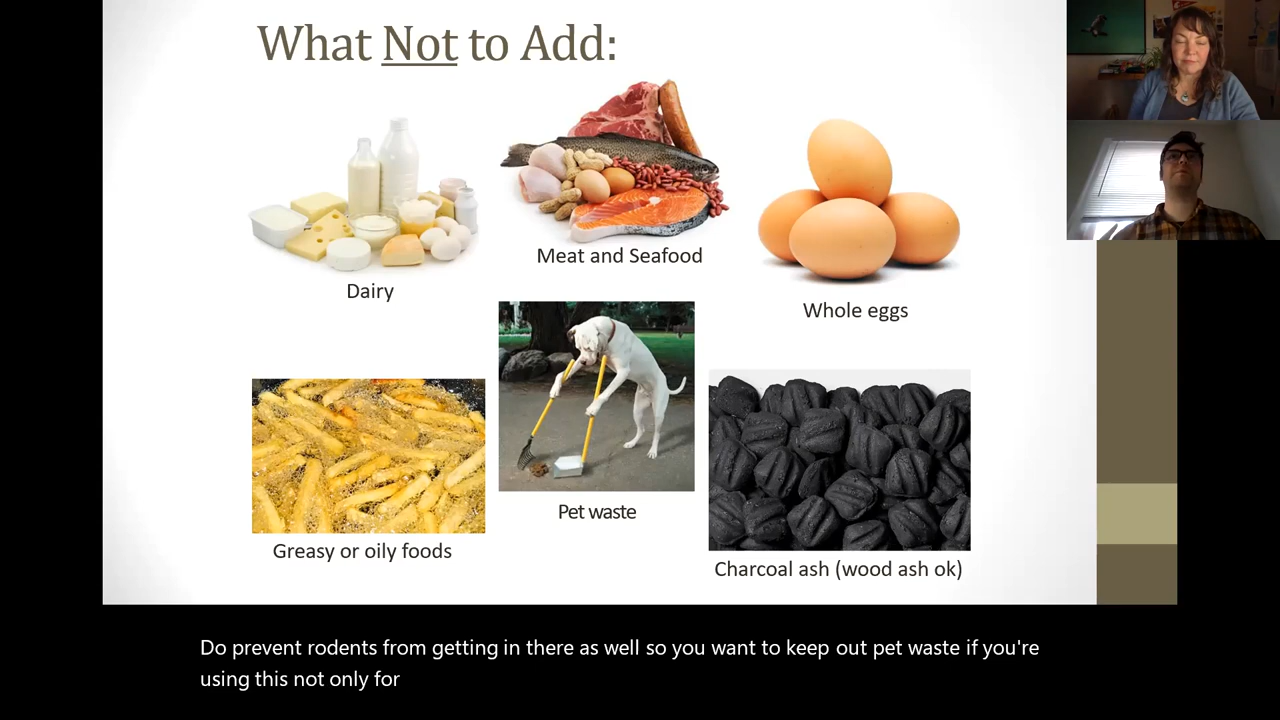 What Not to Add:
Meat and Seafood
Dairy
Whole eggs
Pet waste
Greasy or oily foods
Charcoal ash (wood ash ok)
Do prevent rodents from getting in there as well so you want to keep out pet waste if you're
using this not only for